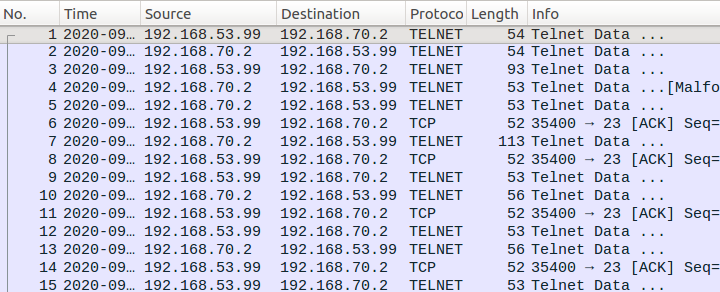 No. Time Source Destination Protoco Length Info
1 2020-09… 192.168.53.99 192.168.70.2 TELNET 54 Telnet Data ...
2 2020-09… 192.168.70.2 192.168.53.99 TELNET 54 Telnet Data ...
3 2020-09… 192.168.53.99 192.168.70.2 TELNET 93 Telnet Data ...
4 2020-09… 192.168.70.2 192.168.53.99 TELNET 53 Telnet Data ...[Malfo
5 2020-09… 192.168.70.2 192.168.53.99 TELNET 53 Telnet Data ...
6 2020-09… 192.168.53.99 192.168.70.2 TCP 52 35400 → 23 [ACK] Seq=
7 2020-09… 192.168.70.2 192.168.53.99 TELNET 113 Telnet Data ...
8 2020-09… 192.168.53.99 192.168.70.2 TCP 52 35400 → 23 [ACK] Seq=
9 2020-09… 192.168.53.99 192.168.70.2 TELNET 53 Telnet Data ...
10 2020-09… 192.168.70.2 192.168.53.99 TELNET 56 Telnet Data ...
11 2020-09… 192.168.53.99 192.168.70.2 TCP 52 35400 → 23 [ACK] Seq=
12 2020-09… 192.168.53.99 192.168.70.2 TELNET 53 Telnet Data ...
13 2020-09… 192.168.70.2 192.168.53.99 TELNET 56 Telnet Data ...
14 2020-09… 192.168.53.99 192.168.70.2 TCP 52 35400 → 23 [ACK] Seq=
15 2020-09… 192.168.53.99 192.168.70.2 TELNET 53 Telnet Data ...